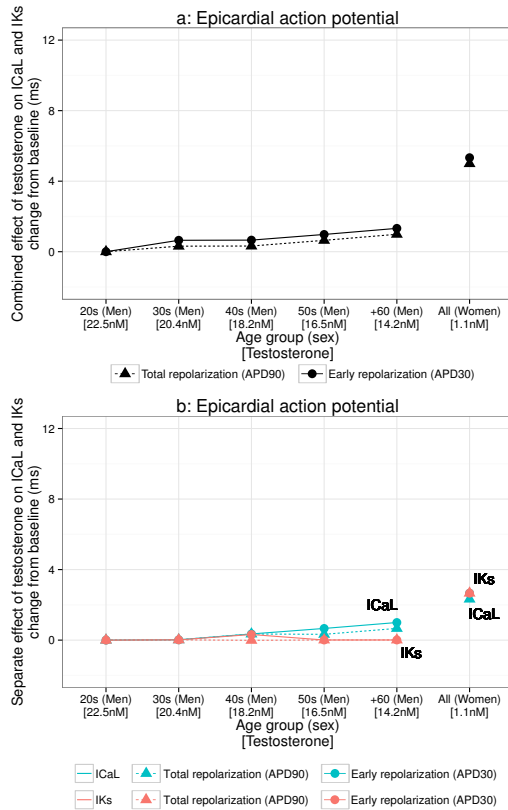 a: Epicardial action potential
Combined effect of testosterone on ICaL and IKs
change from baseline (ms)
12
8
4
0
20s (Men) 30s (Men) 40s (Men) 50s (Men) +60 (Men) All (Women)
[22.5nM] [20.4nM] [18.2nM] [16.5nM] [14.2nM] [1.1nM]
Age group (sex)
[Testosterone]
Total repolarization (APD90) Early repolarization (APD30)
b: Epicardial action potential
Separate effect of testosterone on ICaL and IKs
change from baseline (ms)
12
8
4
0
IKs
ICaL
ICaL
IKs
20s (Men) 30s (Men) 40s (Men) 50s (Men) +60 (Men) All (Women)
[22.5nM] [20.4nM] [18.2nM] [16.5nM] [14.2nM] [1.1nM]
Age group (sex)
[Testosterone]
ICaL Total repolarization (APD90) Early repolarization (APD30)
IKs Total repolarization (APD90) Early repolarization (APD30)